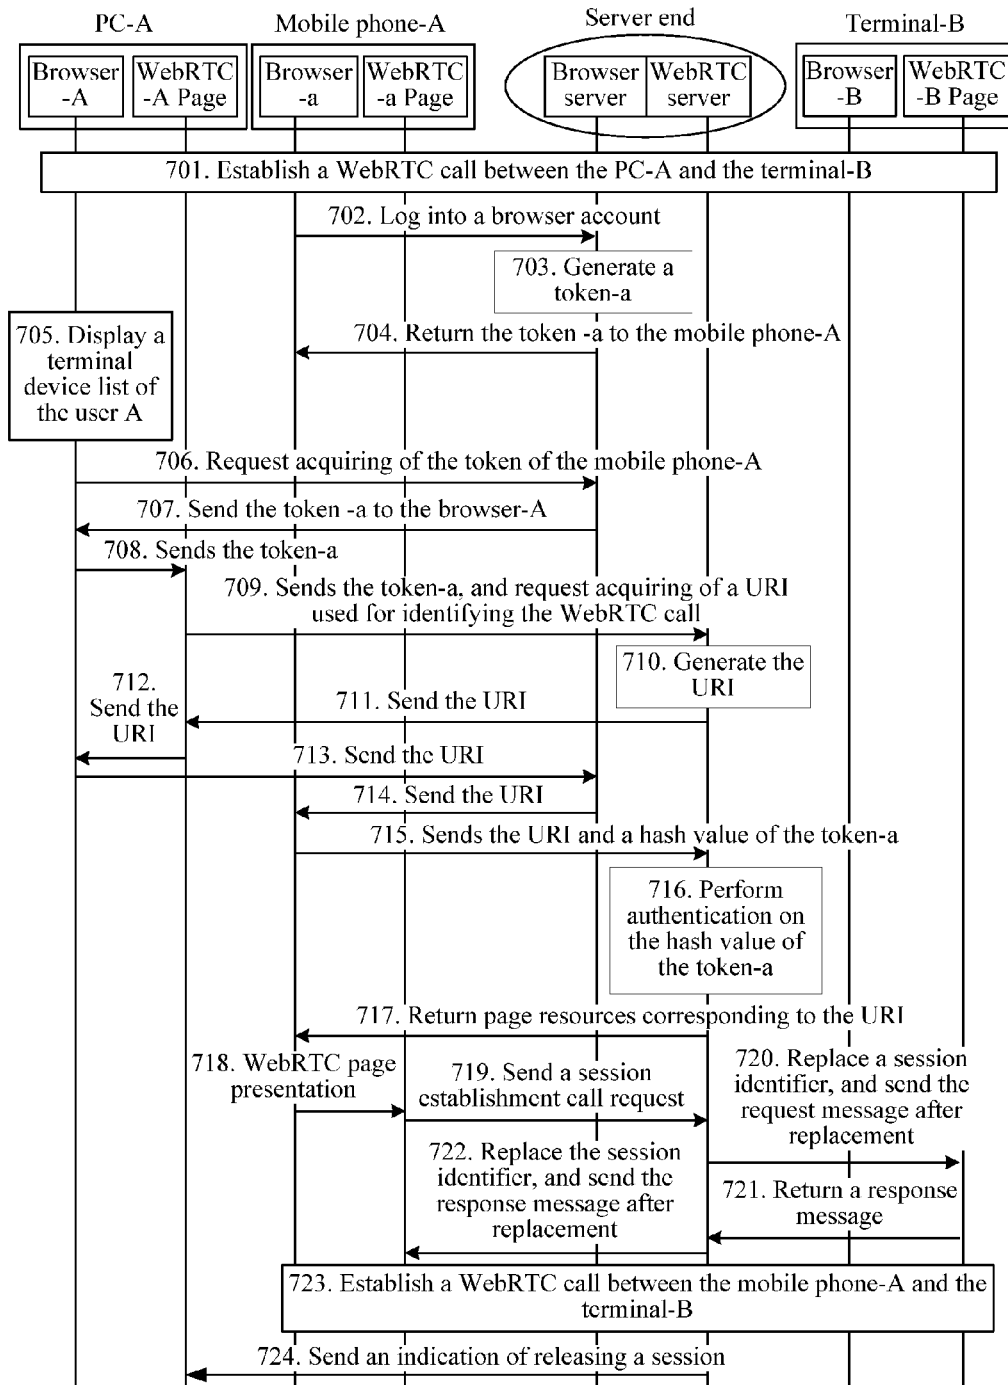 PC-A
Mobile phone-A
Server end
Terminal-B
Browser
-A
WebRTC
-A Page
Browser
-a
WebRTC
-a Page
Browser
server
WebRTC
server
Browser
-B
WebRTC
-B Page
701. Establish a WebRTC call between the PC-A and the terminal-B
702. Log into a browser account
703. Generate a
token-a
704. Return the token -a to the mobile phone-A
705. Display a
terminal
device list of
the user A
706. Request acquiring of the token of the mobile phone-A
707. Send the token -a to the browser-A
708. Sends the token-a
709. Sends the token-a, and request acquiring of a URI
used for identifying the WebRTC call
710. Generate the
URI
711. Send the URI
712.
Send the
URI
713. Send the URI
714. Send the URI
715. Sends the URI and a hash value of the token-a
716. Perform
authentication on
the hash value of
the token-a
717. Return page resources corresponding to the URI
718. WebRTC page
presentation
719. Send a session
establishment call request
720. Replace a session
identifier, and send the
request message after
replacement
721. Return a response
message
722. Replace the session
identifier, and send the
response message after
replacement
723. Establish a WebRTC call between the mobile phone-A and the
terminal-B
724. Send an indication of releasing a session